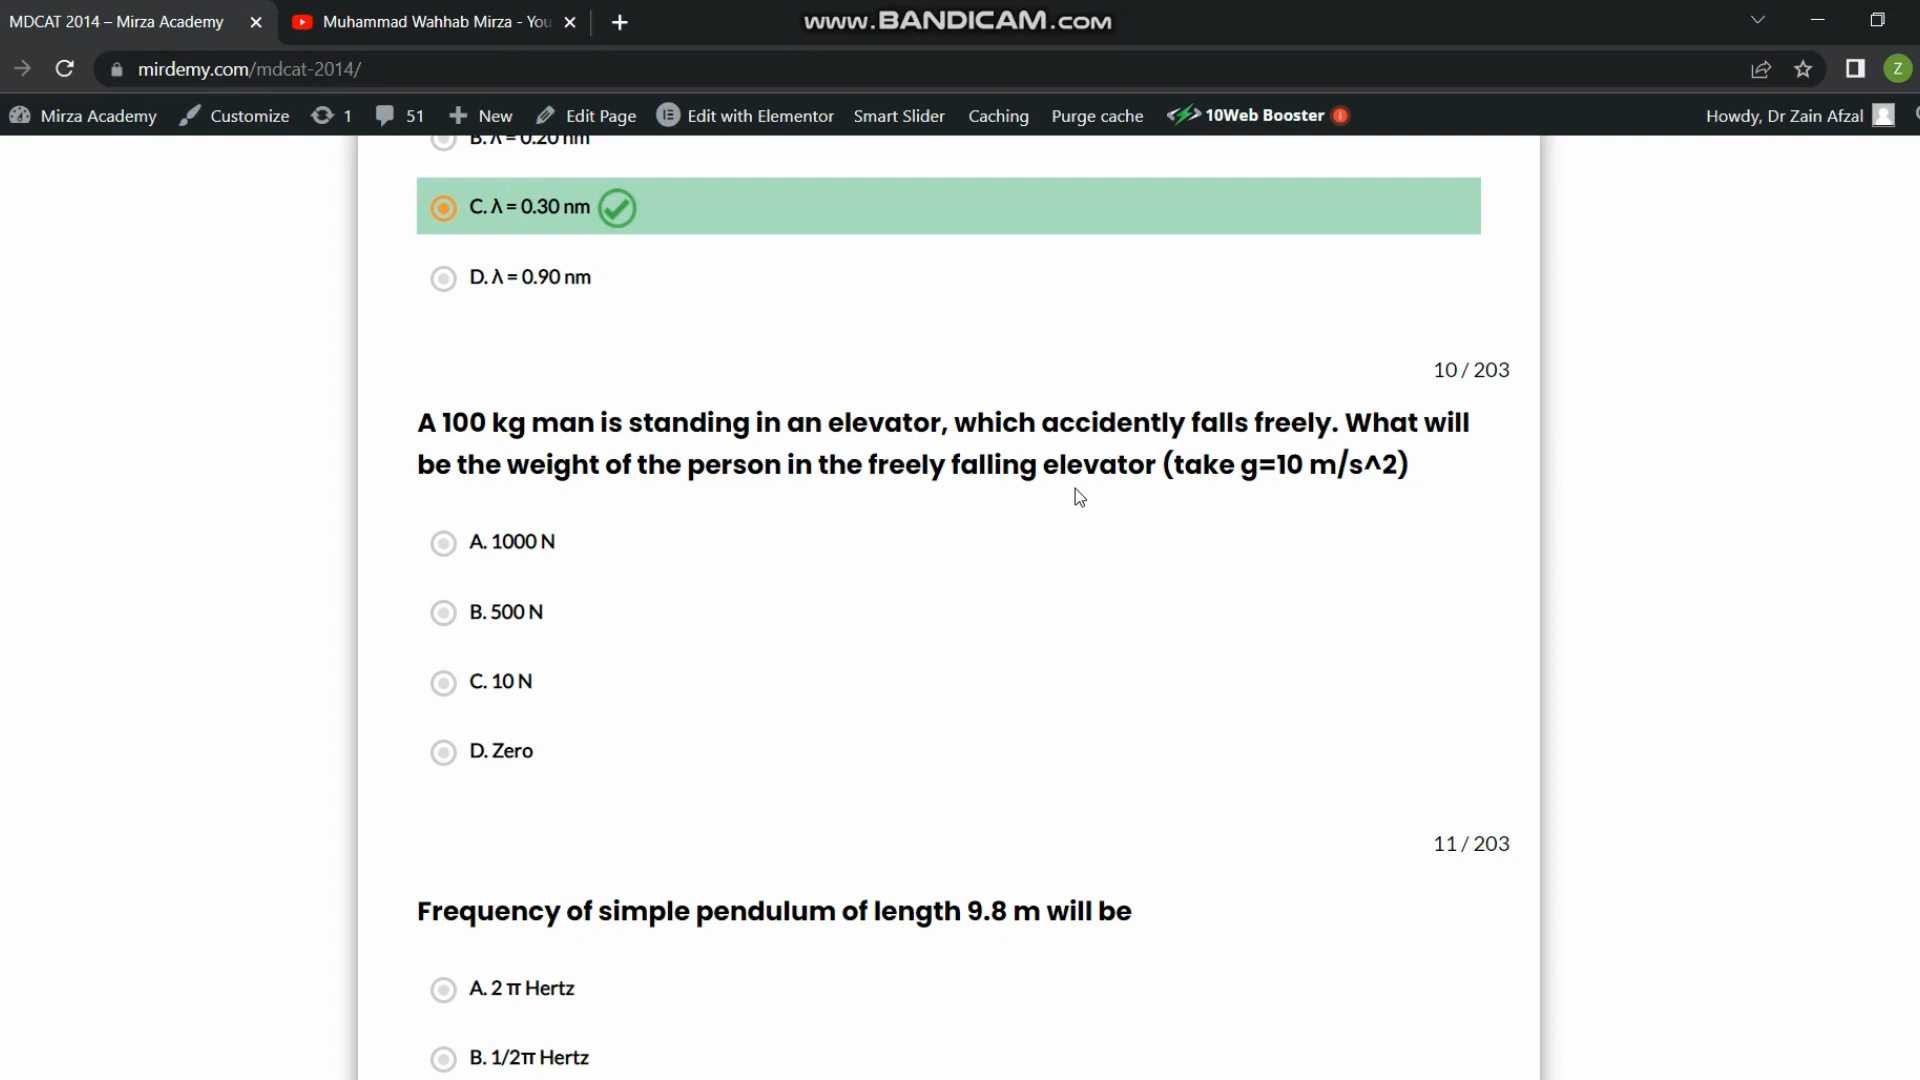 MDCAT 2014 – Mirza Academy
Muhammad Wahhab Mirza - You
www.BANDICAM.com
mirdemy.com/mdcat-2014/
Z
Mirza Academy
Customize
1
51
New
Edit Page
Edit with Elementor
Smart Slider
Caching
Purge cache
10Web Booster
Howdy, Dr Zain Afzal
B. λ = 0.20 nm
C. λ = 0.30 nm
D. λ = 0.90 nm
10 / 203
A 100 kg man is standing in an elevator, which accidently falls freely. What will
be the weight of the person in the freely falling elevator (take g=10 m/s^2)
A. 1000 N
B. 500 N
C. 10 N
D. Zero
11 / 203
Frequency of simple pendulum of length 9.8 m will be
A. 2 π Hertz
B. 1/2π Hertz